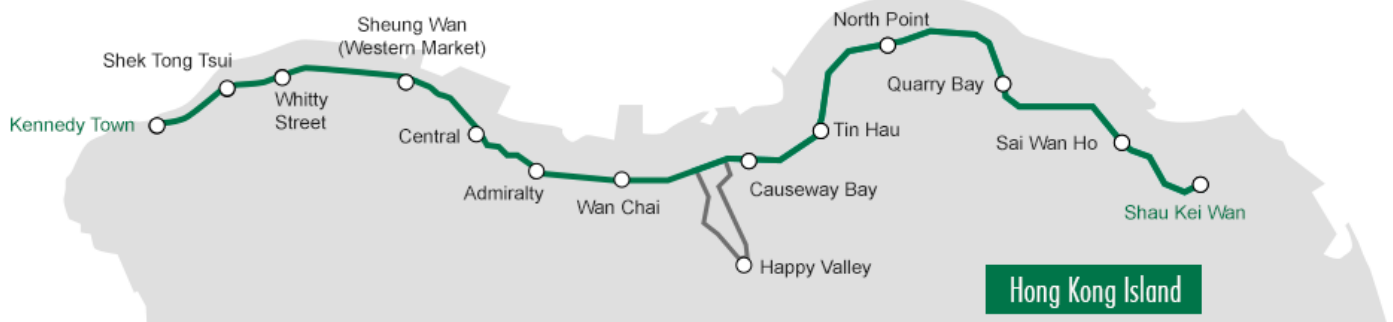 Kennedy Town
Shek Tong Tsui
Whitty
Street
Sheung Wan
(Western Market)
Central
Admiralty
Wan Chai
Causeway Bay
Happy Valley
Tin Hau
North Point
Quarry Bay
Sai Wan Ho
Shau Kei Wan
Hong Kong Island